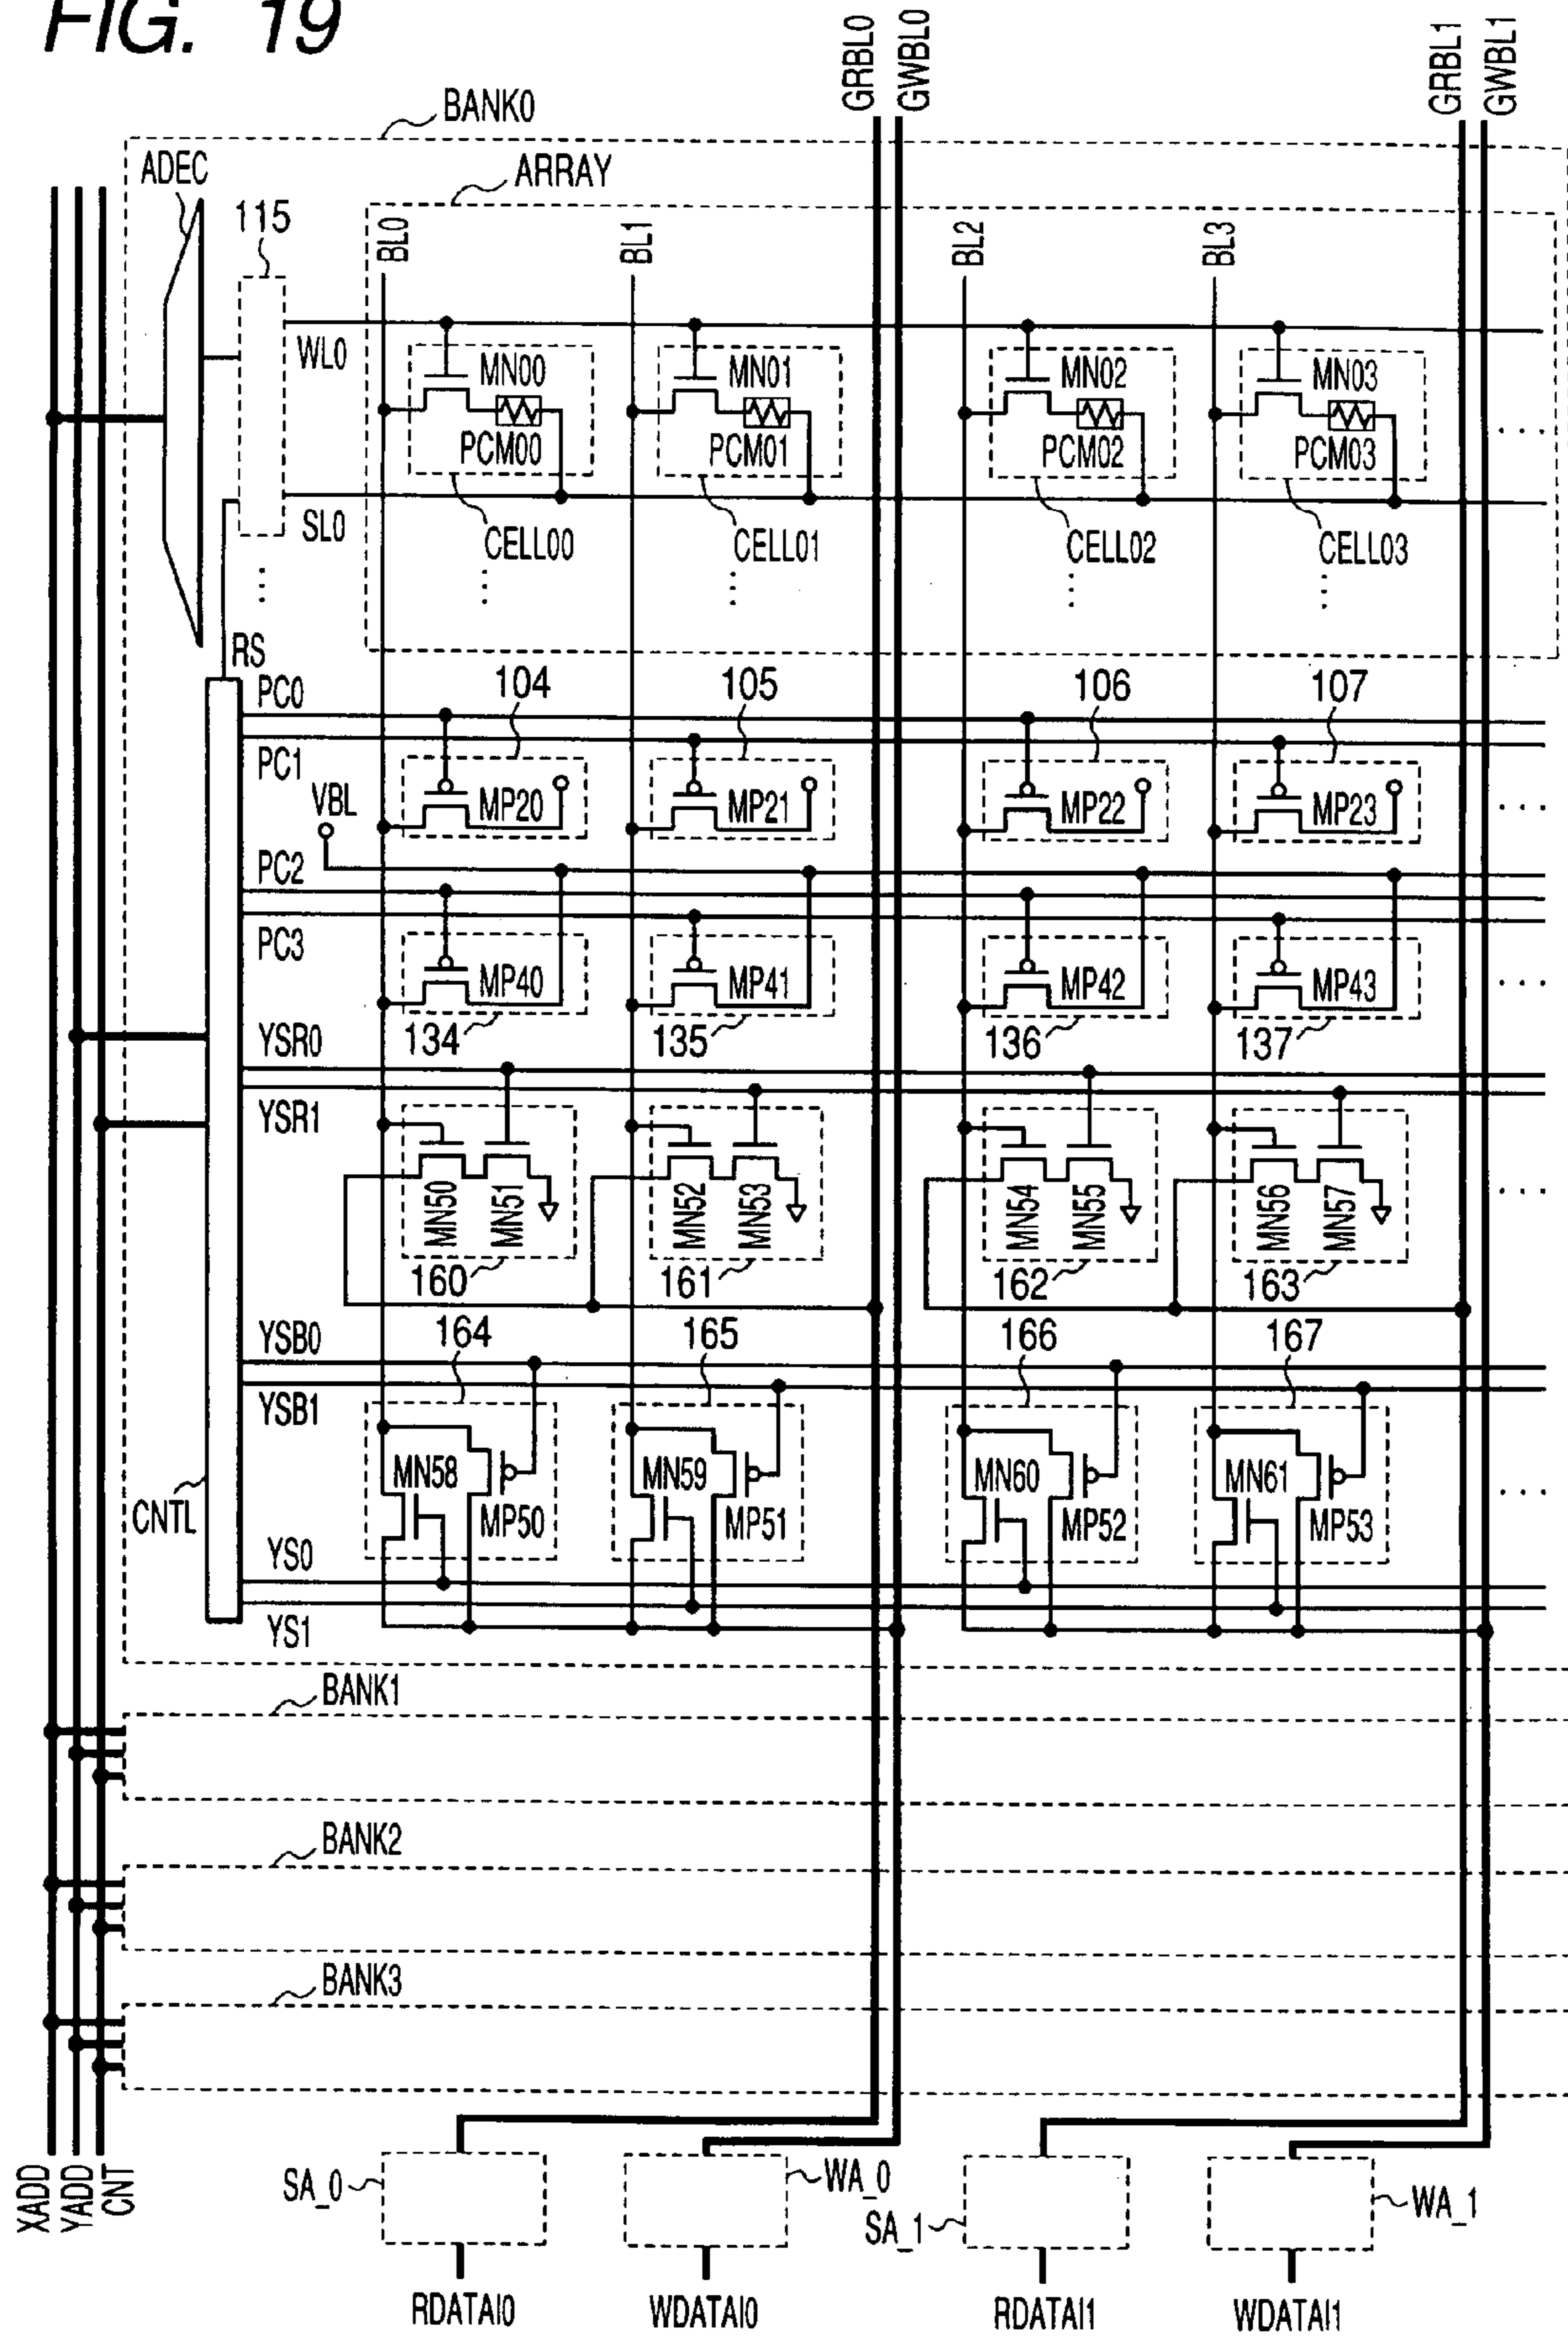 FIG. 19
GRBL0
GWBL0
GRBL1
GWBL1
BANK0
ADEC
ARRAY
115
BL0
BL1
BL2
BL3
WL0
MN00
MN01
MN02
MN03
PCM00
PCM01
PCM02
PCM03
SL0
CELL00
CELL01
CELL02
CELL03
RS
PC0
104
105
106
107
PC1
VBL
MP20
MP21
MP22
MP23
PC2
PC3
MP40
MP41
MP42
MP43
YSR0
134
135
136
137
YSR1
MN50
MN51
MN52
MN53
MN54
MN55
MN56
MN57
160
161
162
163
YSB0
164
165
166
167
YSB1
MN58
MN59
MN60
MN61
CNTL
MP50
MP51
MP52
MP53
YS0
YS1
BANK1
BANK2
BANK3
XADD
YADD
CNT
SA_0
WA_0
SA_1
WA_1
RDATAI0
WDATAI0
RDATAI1
WDATAI1